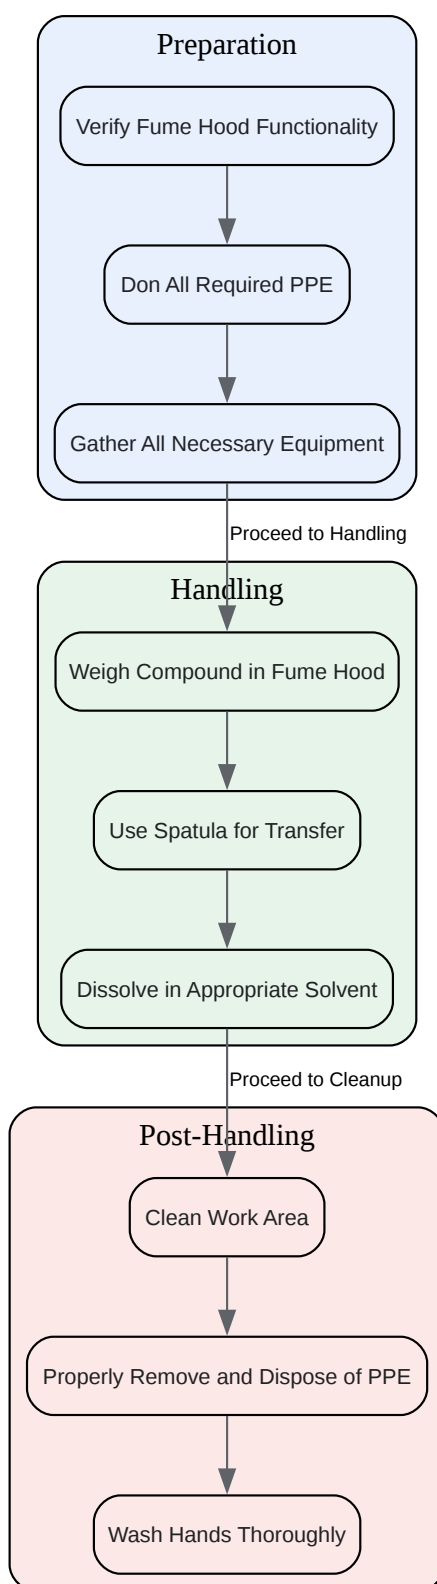 Preparation
Verify Fume Hood Functionality
Don All Required PPE
Gather All Necessary Equipment
Proceed to Handling
Handling
Weigh Compound in Fume Hood
Use Spatula for Transfer
Dissolve in Appropriate Solvent
Proceed to Cleanup
Post-Handling
Clean Work Area
Properly Remove and Dispose of PPE
Wash Hands Thoroughly